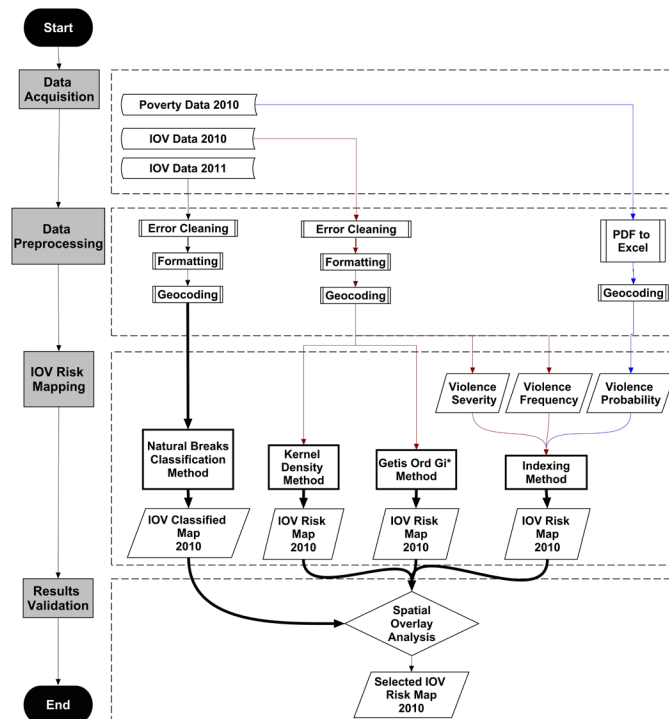 Start
Data
Acquisition
Poverty Data 2010
IOV Data 2010
IOV Data 2011
Data
Preprocessing
Error Cleaning
Formatting
Geocoding
Error Cleaning
Formatting
Geocoding
PDF to
Excel
Geocoding
IOV Risk
Mapping
Violence
Severity
Violence
Frequency
Violence
Probability
Natural Breaks
Classification
Method
Kernel
Density
Method
Getis Ord Gi*
Method
Indexing
Method
IOV Classified
Map
2010
IOV Risk
Map
2010
IOV Risk
Map
2010
IOV Risk
Map
2010
Results
Validation
Spatial
Overlay
Analysis
Selected IOV
Risk Map
2010
End